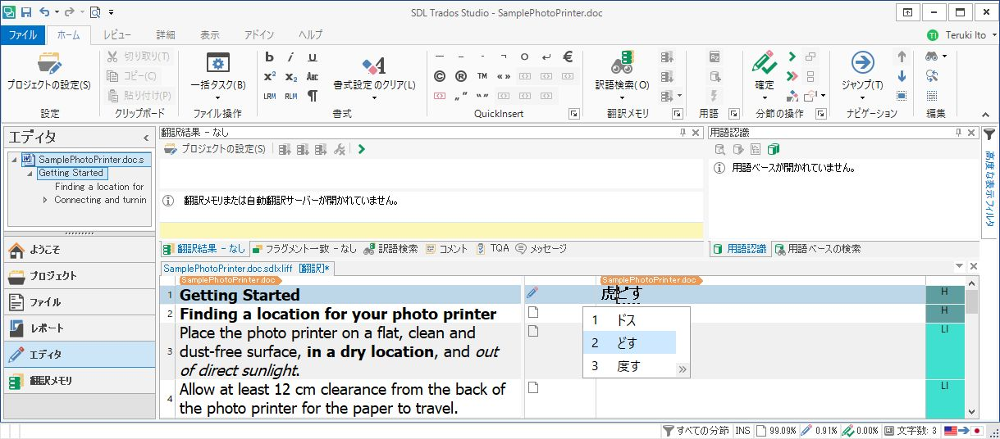 SDL Trados Studio - SamplePhotoPrinter.doc
ファイル ホーム レビュー 詳細 表示 アドイン ヘルプ TI Teruki Ito
プロジェクトの設定(S)
設定
切り取り(T)
コピー(C)
貼り付け(P)
クリップボード
一括タスク(B)
ファイル操作
b i u
x² x₂ ABC
LRM RLM ¶
書式設定のクリア(L)
書式
— – - ¬ o ↵ €
© ® ™ «»
„ " “„ «»
QuickInsert
訳語検索(O)
翻訳メモリ
用語
確定
分節の操作
ジャンプ(T)
ナビゲーション
編集
エディタ
SamplePhotoPrinter.doc.s
Getting Started
Finding a location for
Connecting and turnin
ようこそ
プロジェクト
ファイル
レポート
エディタ
翻訳メモリ
翻訳結果 - なし
プロジェクトの設定(S)
翻訳メモリまたは自動翻訳サーバーが開かれていません。
翻訳結果 - なし フラグメント一致 - なし 訳語検索 コメント TQA メッセージ
用語認識
用語ベースが開かれていません。
用語認識 用語ベースの検索
高度な表示フィルタ
SamplePhotoPrinter.doc.sdlxliff [翻訳]*
SamplePhotoPrinter.doc SamplePhotoPrinter.doc
1 Getting Started 虎どす H
2 Finding a location for your photo printer H
3 Place the photo printer on a flat, clean and LI
dust-free surface, in a dry location, and out
of direct sunlight.
4 Allow at least 12 cm clearance from the back of LI
the photo printer for the paper to travel.
1 ドス
2 どす
3 度す
すべての分節 INS 99.09% 0.91% 0.00% 文字数: 3